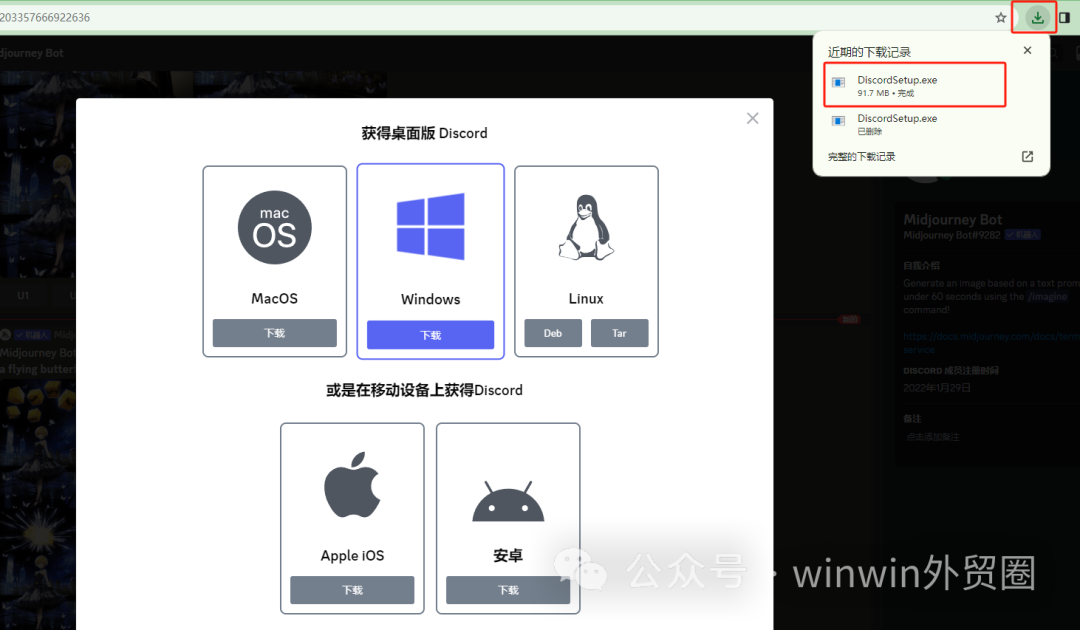 203357666922636
djourney Bot
近期的下载记录
DiscordSetup.exe
91.7 MB • 完成
DiscordSetup.exe
已删除
完整的下载记录
获得桌面版 Discord
mac
OS
MacOS
下载
Windows
下载
Linux
Deb
Tar
或是在移动设备上获得Discord
Apple iOS
下载
安卓
下载
U1
机器人 Midj
Midjourney Bot
a flying butterf
Midjourney Bot
Midjourney Bot#9282 机器人
自我介绍
Generate an image based on a text prom
under 60 seconds using the /imagine
command!
https://docs.midjourney.com/docs/term
service
DISCORD 成员注册时间
2022年1月29日
备注
点击添加备注
公众号 · winwin外贸圈